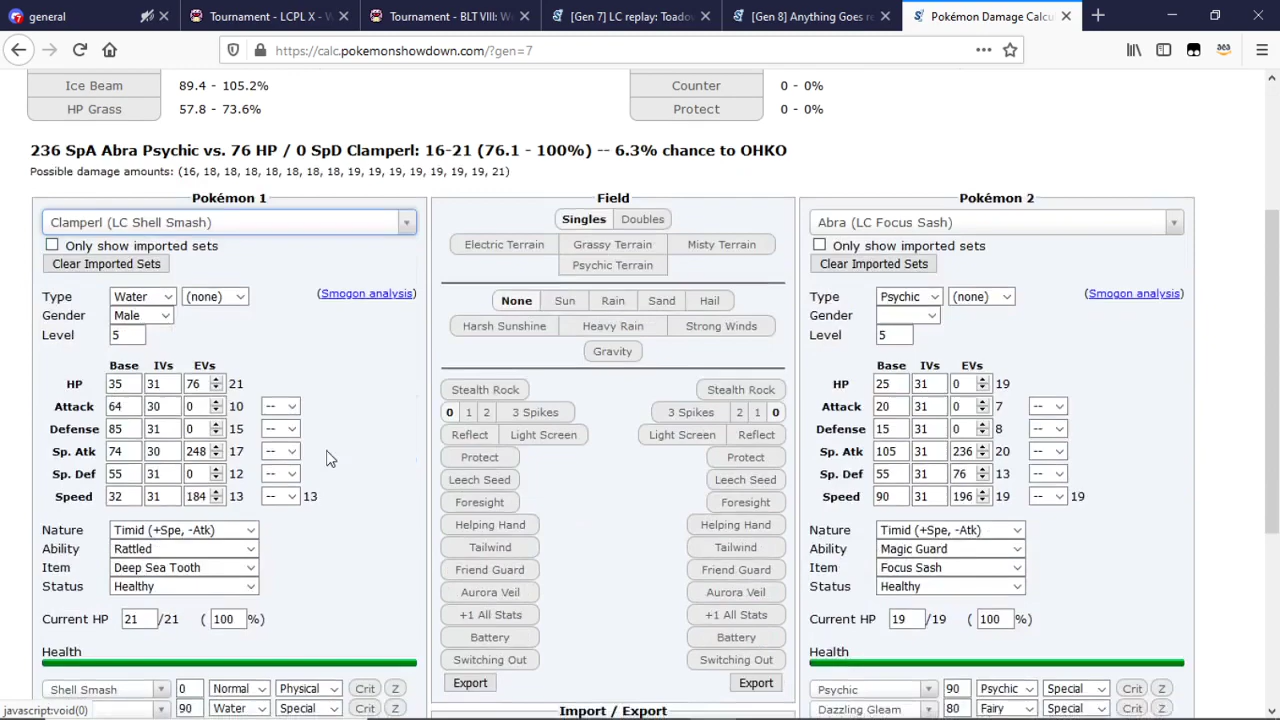 general
Tournament - LCPL X - W
Tournament - BLT VIII: We
[Gen 7] LC replay: Toadow
[Gen 8] Anything Goes re
Pokémon Damage Calcu
https://calc.pokemonshowdown.com/?gen=7
Ice Beam 89.4 - 105.2% Counter 0 - 0%
HP Grass 57.8 - 73.6% Protect 0 - 0%
236 SpA Abra Psychic vs. 76 HP / 0 SpD Clamperl: 16-21 (76.1 - 100%) -- 6.3% chance to OHKO
Possible damage amounts: (16, 18, 18, 18, 18, 18, 18, 18, 19, 19, 19, 19, 19, 19, 19, 21)
Pokémon 1
Clamperl (LC Shell Smash)
Only show imported sets
Clear Imported Sets
Type Water (none) (Smogon analysis)
Gender Male
Level 5
Base IVs EVs
HP 35 31 76 21
Attack 64 30 0 10 --
Defense 85 31 0 15 --
Sp. Atk 74 30 248 17 --
Sp. Def 55 31 0 12 --
Speed 32 31 184 13 -- 13
Nature Timid (+Spe, -Atk)
Ability Rattled
Item Deep Sea Tooth
Status Healthy
Current HP 21 /21 ( 100 %)
Health
Shell Smash 0 Normal Physical Crit Z
90 Water Special Crit Z
Field
Singles Doubles
Electric Terrain Grassy Terrain Misty Terrain
Psychic Terrain
None Sun Rain Sand Hail
Harsh Sunshine Heavy Rain Strong Winds
Gravity
Stealth Rock Stealth Rock
0 1 2 3 Spikes 3 Spikes 2 1 0
Reflect Light Screen Light Screen Reflect
Protect Protect
Leech Seed Leech Seed
Foresight Foresight
Helping Hand Helping Hand
Tailwind Tailwind
Friend Guard Friend Guard
Aurora Veil Aurora Veil
+1 All Stats +1 All Stats
Battery Battery
Switching Out Switching Out
Export Export
Import / Export
Pokémon 2
Abra (LC Focus Sash)
Only show imported sets
Clear Imported Sets
Type Psychic (none) (Smogon analysis)
Gender
Level 5
Base IVs EVs
HP 25 31 0 19
Attack 20 31 0 7 --
Defense 15 31 0 8 --
Sp. Atk 105 31 236 20 --
Sp. Def 55 31 76 13 --
Speed 90 31 196 19 -- 19
Nature Timid (+Spe, -Atk)
Ability Magic Guard
Item Focus Sash
Status Healthy
Current HP 19 /19 ( 100 %)
Health
Psychic 90 Psychic Special Crit Z
Dazzling Gleam 80 Fairy Special Crit Z
javascript:void(0)